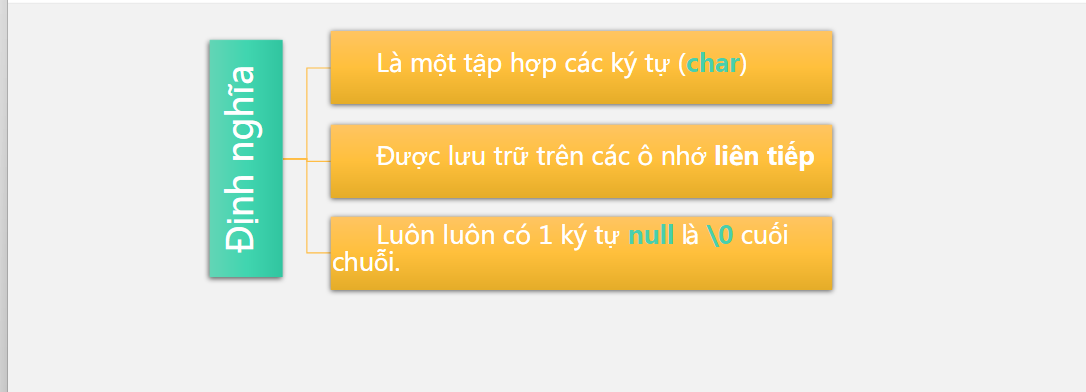 Định nghĩa
Là một tập hợp các ký tự (char)
Được lưu trữ trên các ô nhớ liên tiếp
Luôn luôn có 1 ký tự null là \0 cuối
chuỗi.